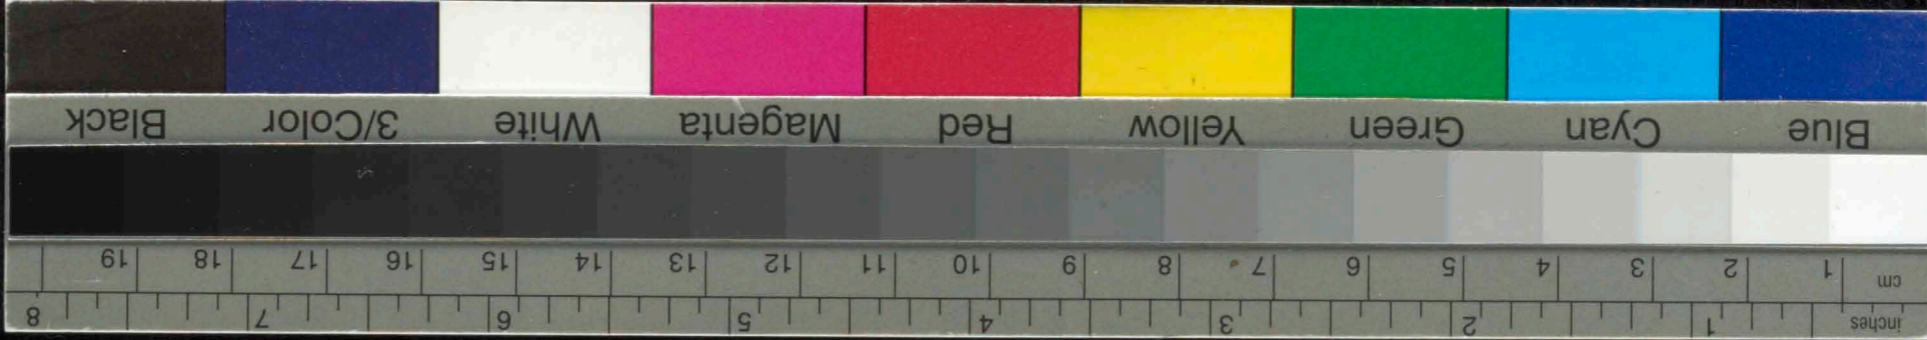 inches 1 2 3 4 5 6 7 8
cm 1 2 3 4 5 6 7 8 9 10 11 12 13 14 15 16 17 18 19
Blue Cyan Green Yellow Red Magenta White 3/Color Black